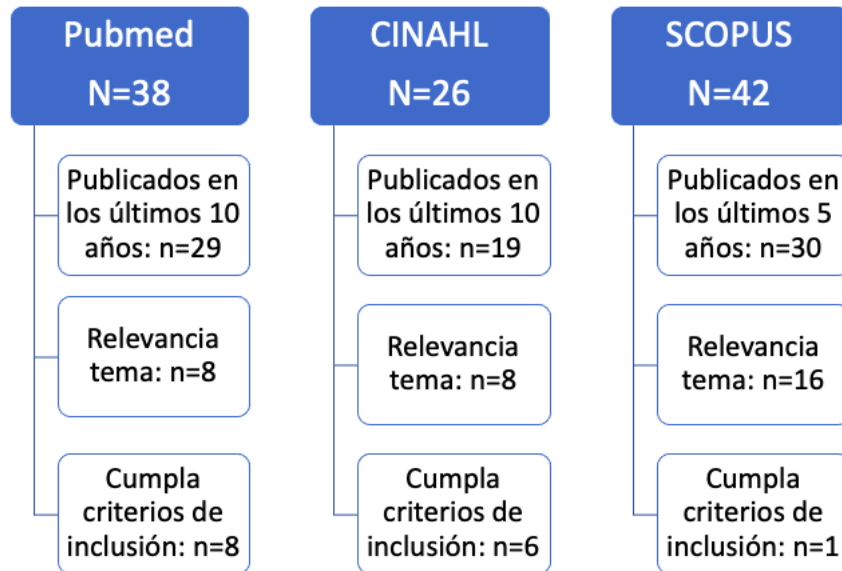 Pubmed
N=38
Publicados en
los últimos 10
años: n=29
Relevancia
tema: n=8
Cumpla
criterios de
inclusión: n=8
CINAHL
N=26
Publicados en
los últimos 10
años: n=19
Relevancia
tema: n=8
Cumpla
criterios de
inclusión: n=6
SCOPUS
N=42
Publicados en
los últimos 5
años: n=30
Relevancia
tema: n=16
Cumpla
criterios de
inclusión: n=1